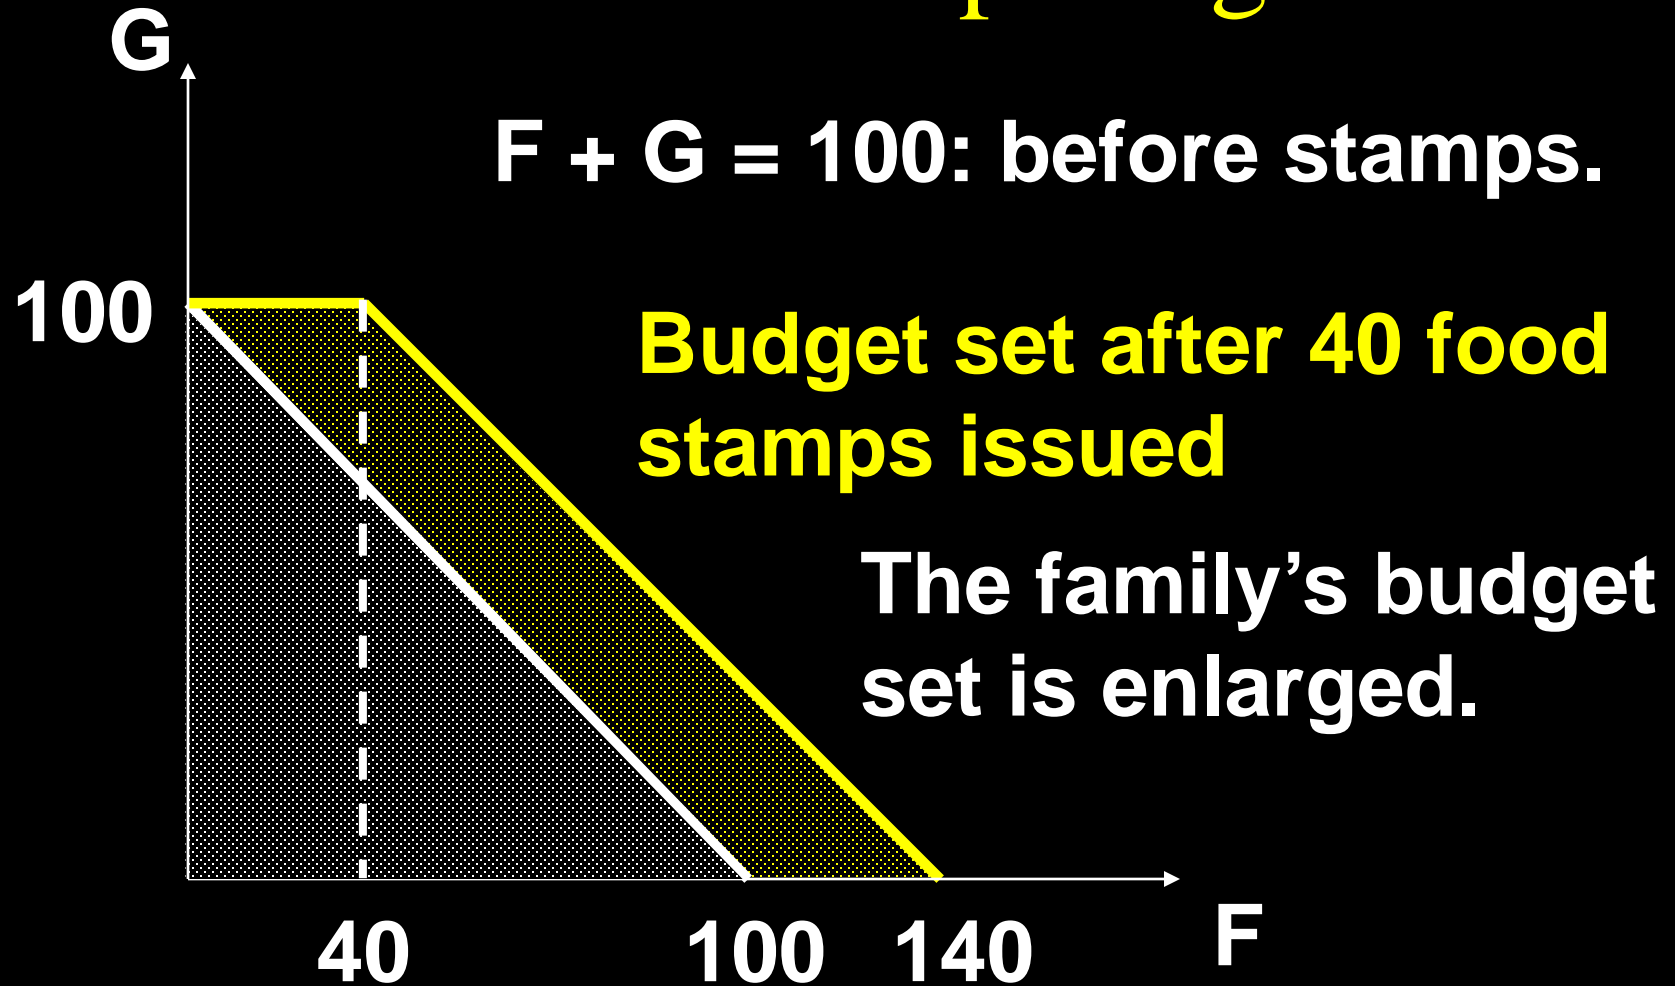 G
F + G = 100: before stamps.
100
Budget set after 40 food
stamps issued
The family’s budget
set is enlarged.
40 100 140 F